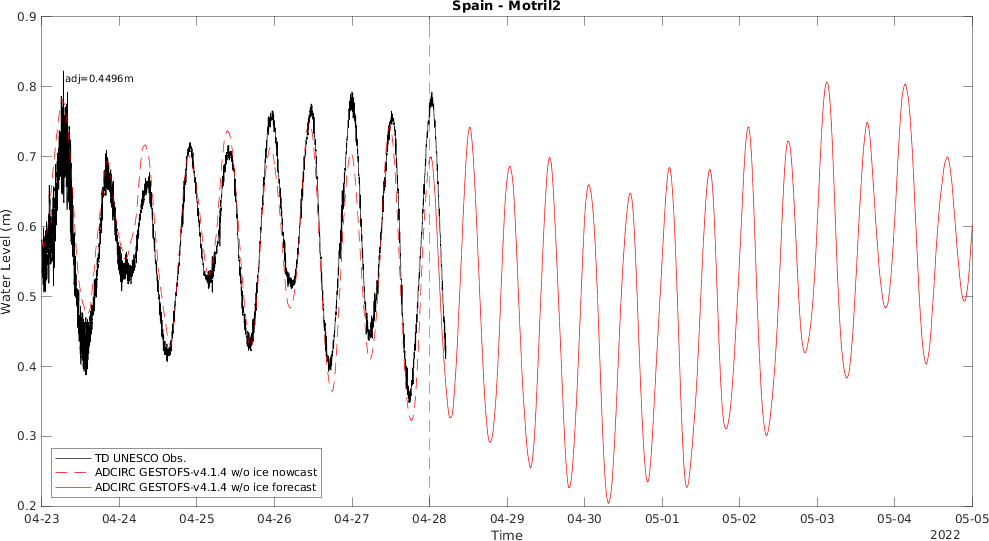 Spain - Motril2
0.9
0.8
0.7
0.6
0.5
0.4
0.3
0.2
Water Level (m)
adj=0.4496m
TD UNESCO Obs.
ADCIRC GESTOFS-v4.1.4 w/o ice nowcast
ADCIRC GESTOFS-v4.1.4 w/o ice forecast
04-23 04-24 04-25 04-26 04-27 04-28 04-29 04-30 05-01 05-02 05-03 05-04 05-05
Time
2022